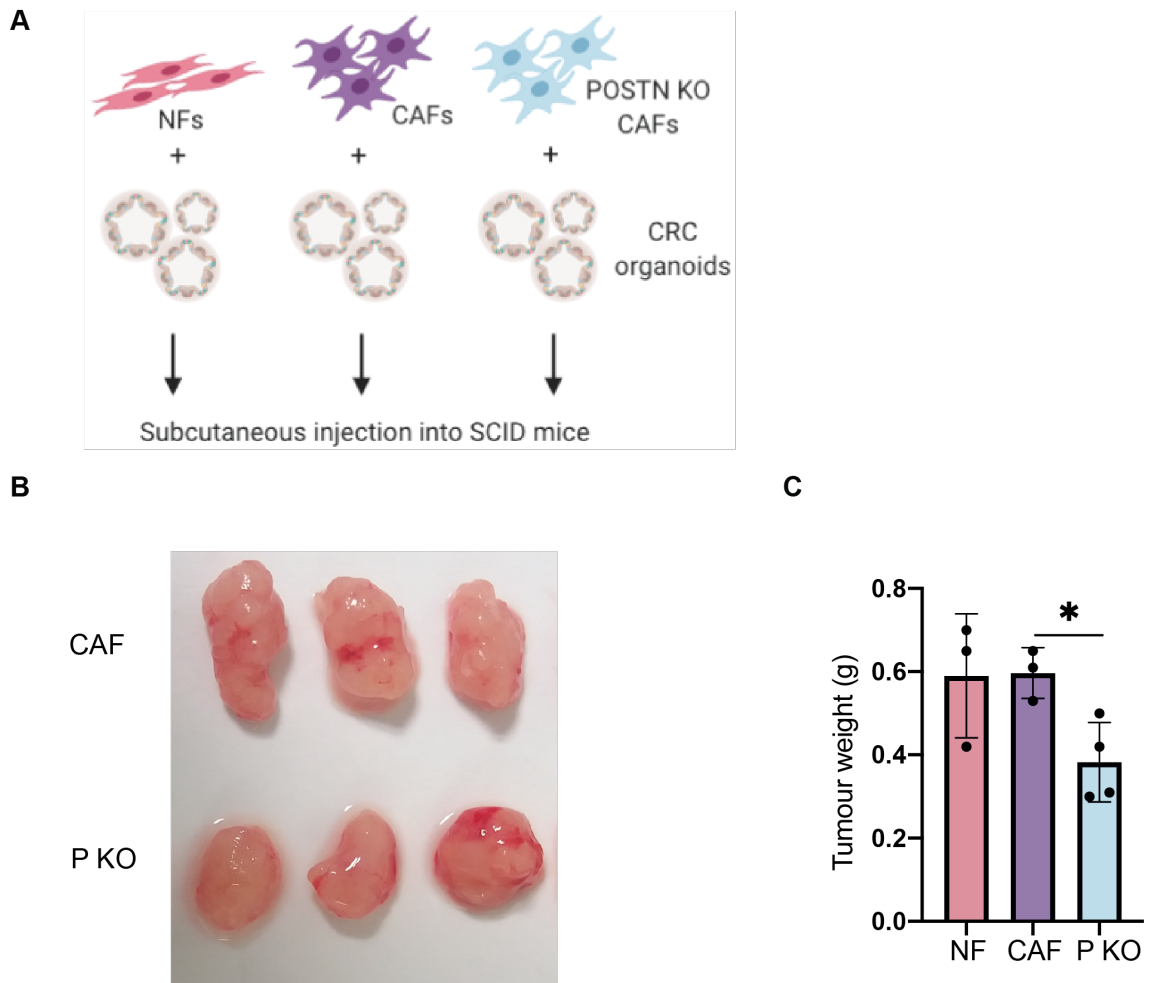 A
NFs
CAFs
POSTN KO
CAFs
+
+
+
CRC
organoids
Subcutaneous injection into SCID mice
B
CAF
P KO
C
Tumour weight (g)
0.8
0.6
0.4
0.2
0.0
*
NF
CAF
P KO